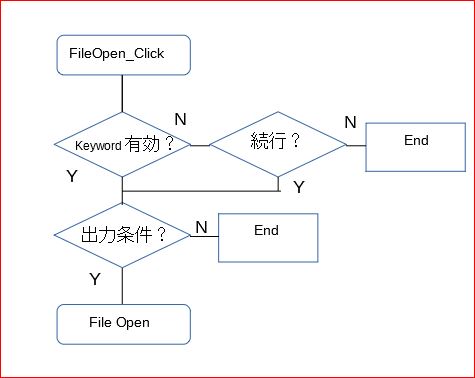 FileOpen_Click
N
N
Keyword 有効？
続行？
End
Y
Y
出力条件？
N
End
Y
File Open